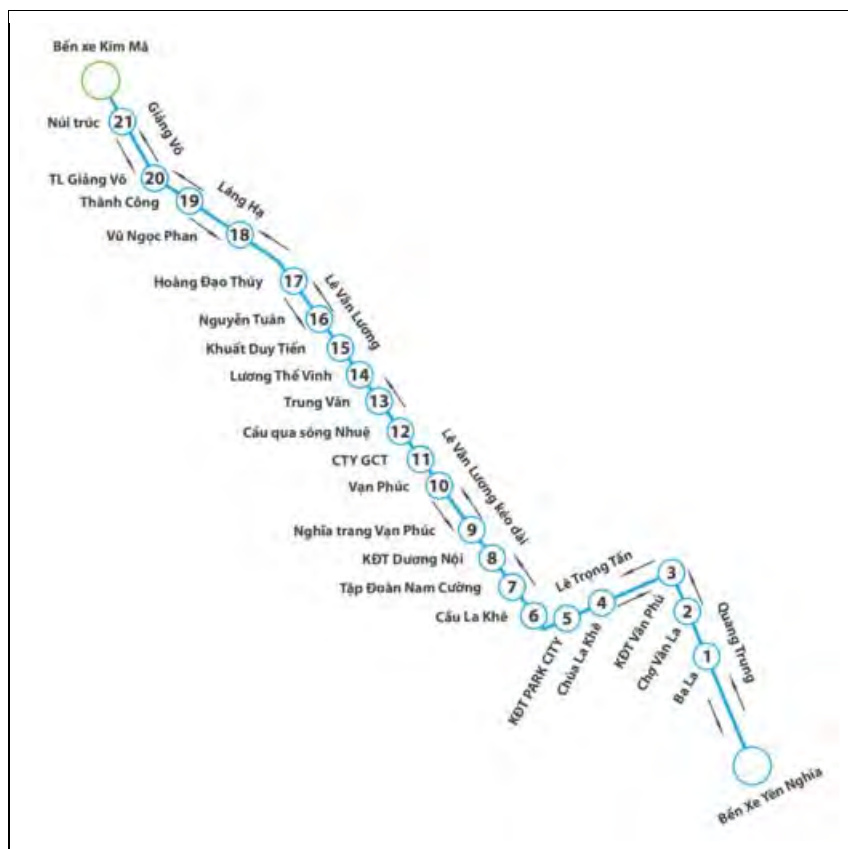 Bến xe Kim Mã
Giảng Võ
Núi trúc
21
TL Giảng Võ
20
Thành Công
19
Láng Hạ
Vũ Ngọc Phan
18
Hoàng Đạo Thúy
17
Lê Văn Lương
Nguyễn Tuân
16
Khuất Duy Tiến
15
Lương Thế Vinh
14
Trung Văn
13
Cầu qua sông Nhuệ
12
CTY GCT
11
Lê Văn Lương kéo dài
Vạn Phúc
10
Nghĩa trang Vạn Phúc
9
KĐT Dương Nội
8
Tập Đoàn Nam Cường
7
Cầu La Khê
6
5
KĐT PARK CITY
4
Chùa La Khê
Lê Trọng Tấn
3
KĐT Văn Phú
2
Chợ Văn La
1
Ba La
Quang Trung
Bến Xe Yên Nghĩa